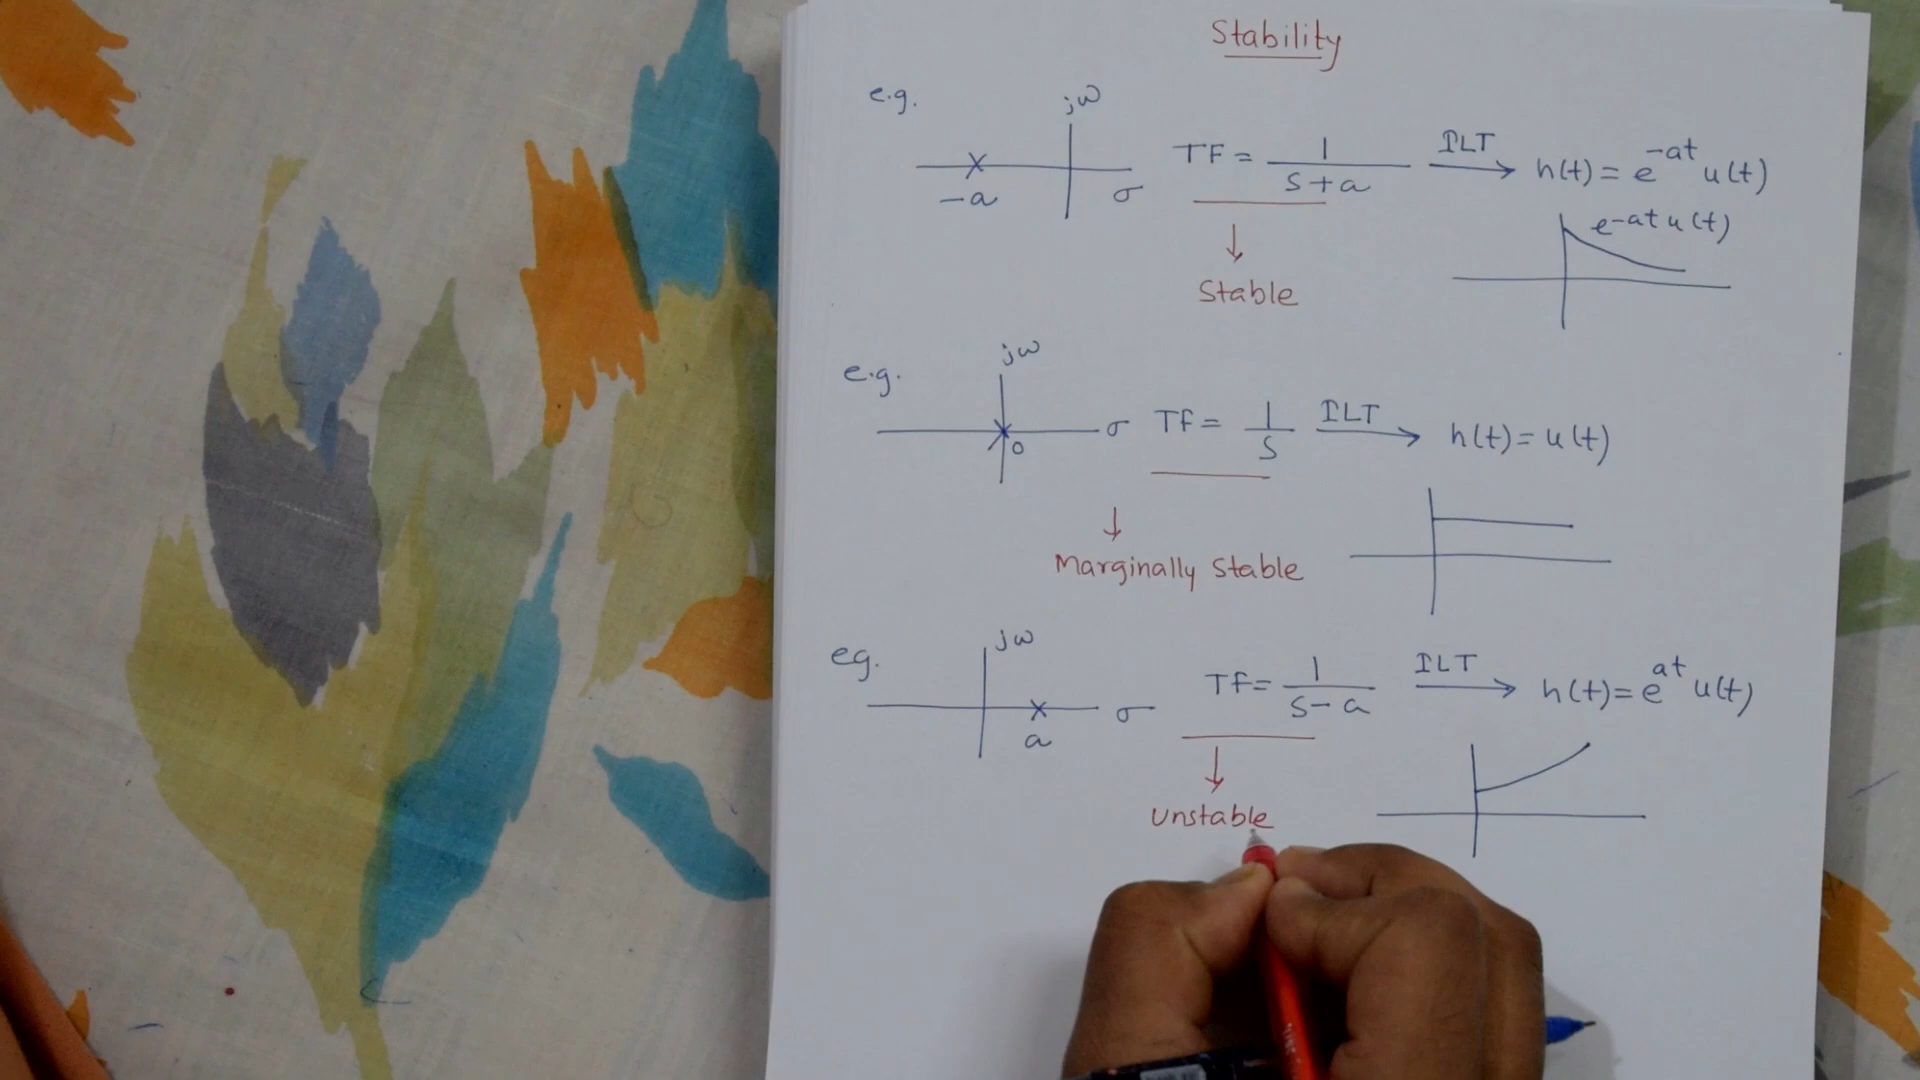 Stability
e.g. jω TF = 1/(s+a) ILT → h(t) = e^-at u(t)
-a σ
e-at u(t)
↓
Stable
jω
e.g. σ Tf = 1/s ILT → h(t) = u(t)
0
↓
Marginally Stable
jω
eg. Tf = 1/(s-a) ILT → h(t) = e^at u(t)
σ
a
↓
unstable